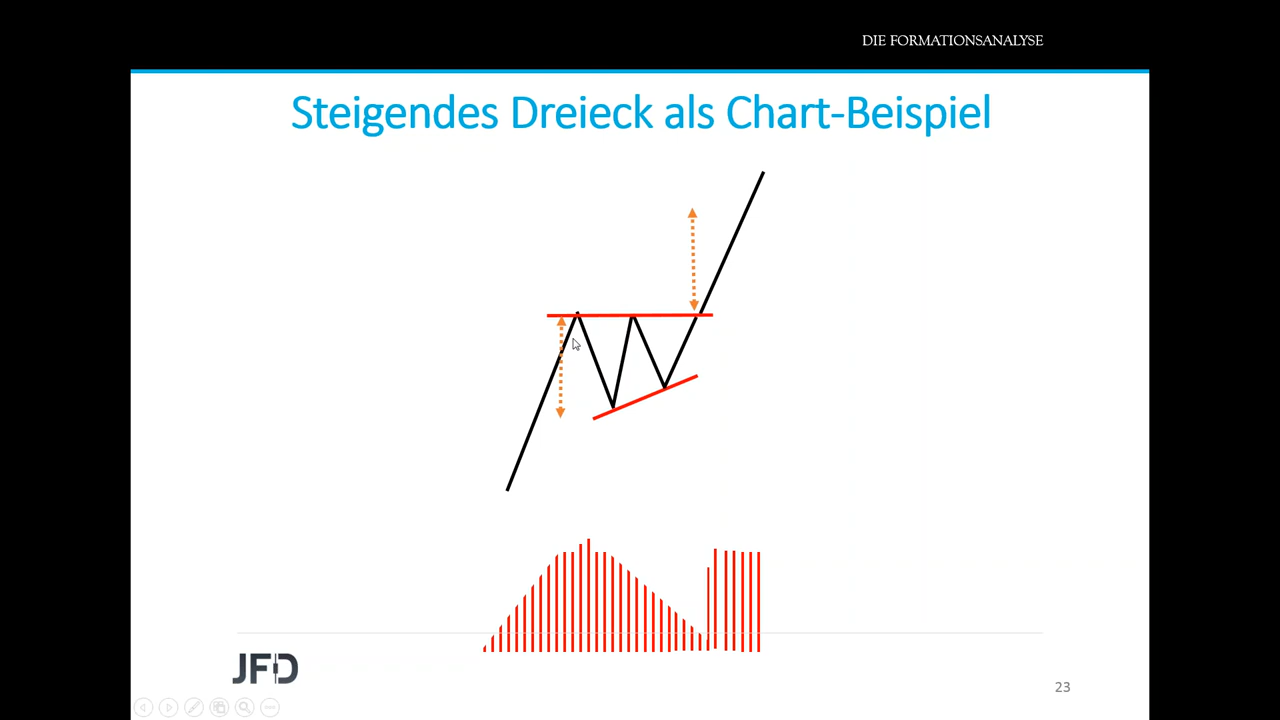 DIE FORMATIONSANALYSE
Steigendes Dreieck als Chart-Beispiel
JFD
23